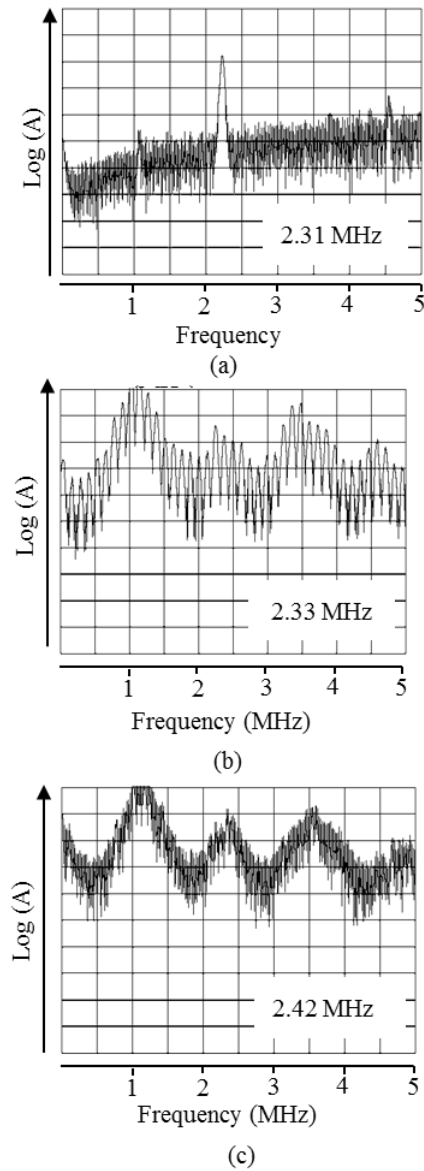 Log (A)
2.31 MHz
1 2 3 4 5
Frequency
(a)
Log (A)
2.33 MHz
1 2 3 4 5
Frequency (MHz)
(b)
Log (A)
2.42 MHz
1 2 3 4 5
Frequency (MHz)
(c)